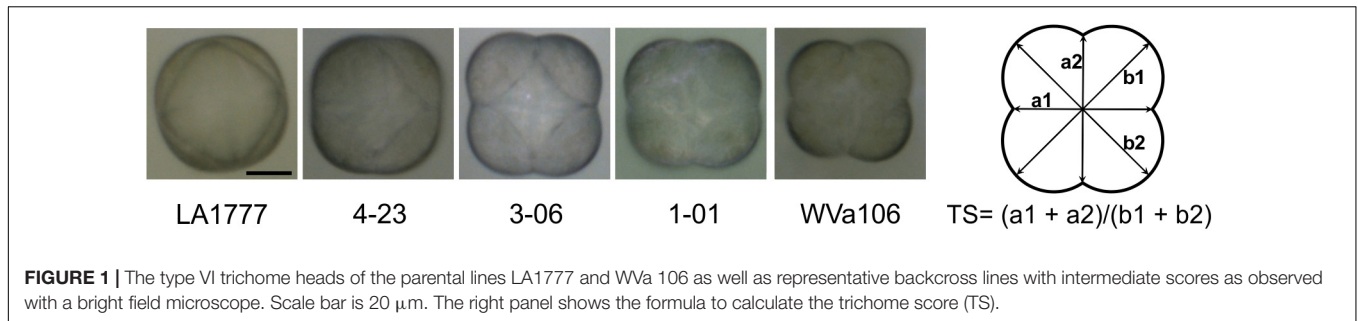 a2
b1
a1
b2
LA1777 4-23 3-06 1-01 WVa106 TS= (a1 + a2)/(b1 + b2)
FIGURE 1 | The type VI trichome heads of the parental lines LA1777 and WVa 106 as well as representative backcross lines with intermediate scores as observed
with a bright field microscope. Scale bar is 20 μm. The right panel shows the formula to calculate the trichome score (TS).